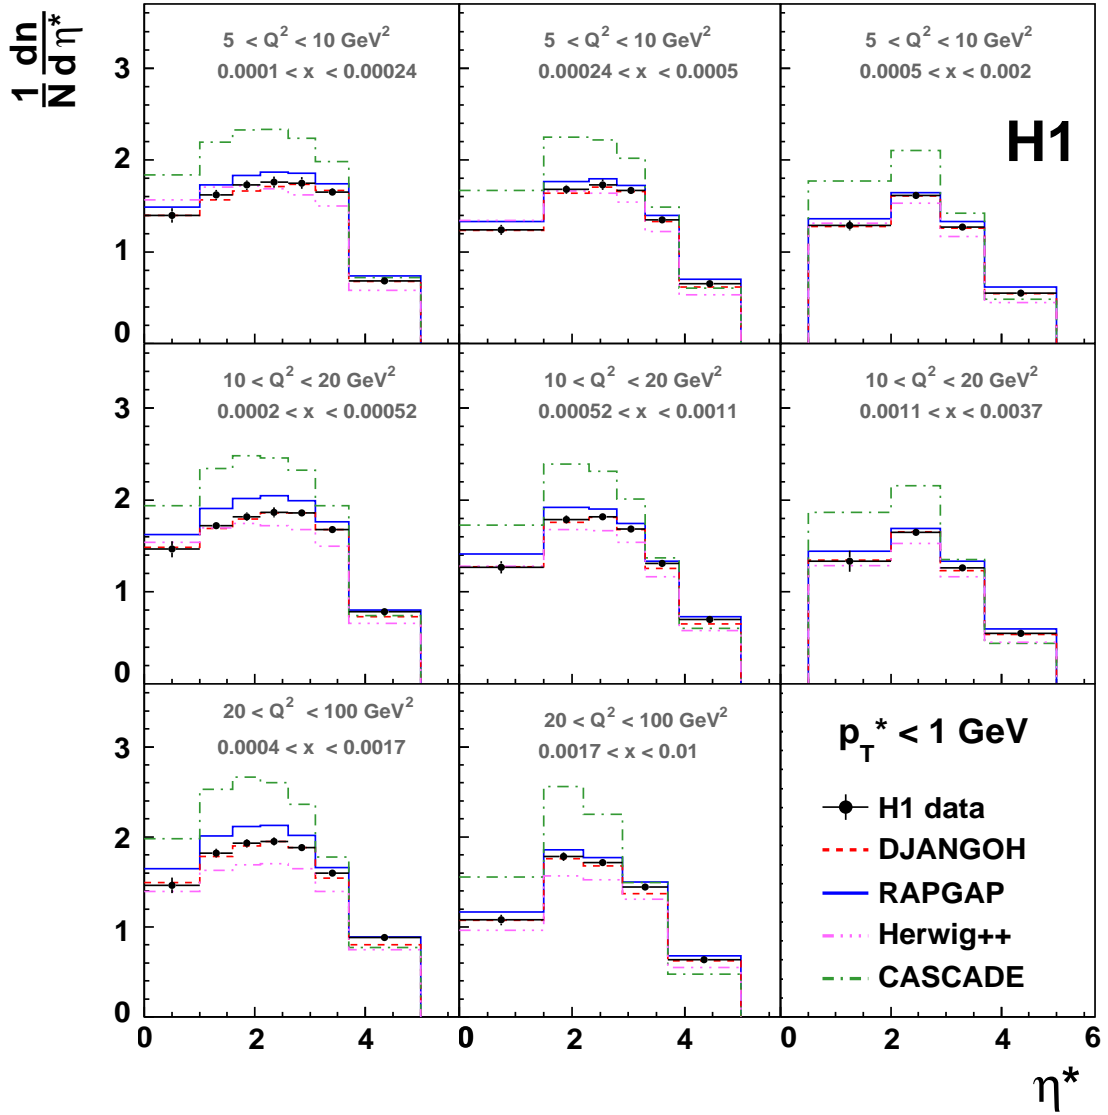 1 dn
N d η*
5 < Q² < 10 GeV²
0.0001 < x < 0.00024
5 < Q² < 10 GeV²
0.00024 < x < 0.0005
5 < Q² < 10 GeV²
0.0005 < x < 0.002
H1
3
2
1
0
10 < Q² < 20 GeV²
0.0002 < x < 0.00052
10 < Q² < 20 GeV²
0.00052 < x < 0.0011
10 < Q² < 20 GeV²
0.0011 < x < 0.0037
3
2
1
0
20 < Q² < 100 GeV²
0.0004 < x < 0.0017
20 < Q² < 100 GeV²
0.0017 < x < 0.01
3
2
1
0
p_T* < 1 GeV
H1 data
DJANGOH
RAPGAP
Herwig++
CASCADE
0 2 4 0 2 4 0 2 4 6
η*